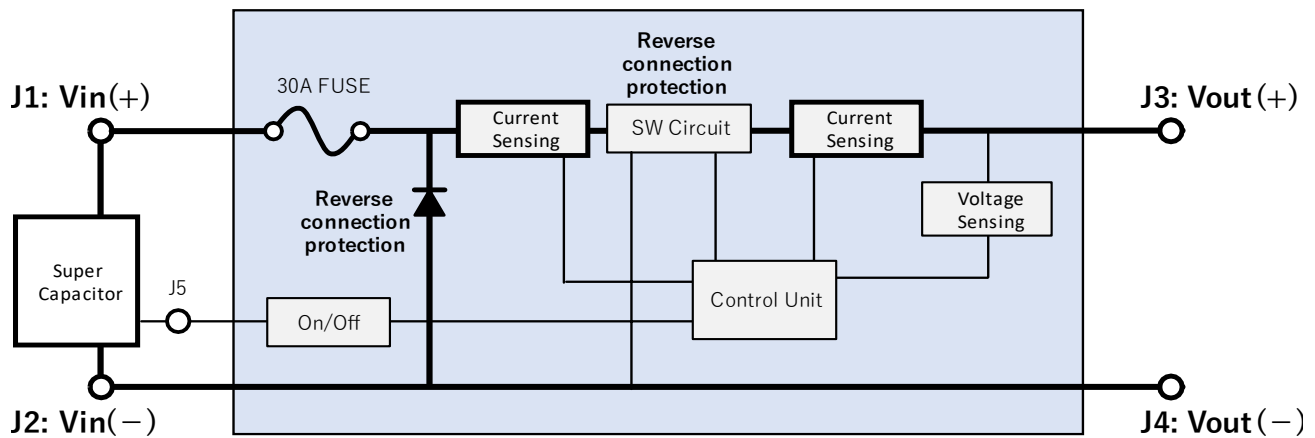 Reverse
connection
protection
30A FUSE
J1: Vin(+)
J3: Vout(+)
Current
Sensing
SW Circuit
Current
Sensing
Reverse
connection
protection
Voltage
Sensing
Super
Capacitor
J5
On/Off
Control Unit
J2: Vin(−)
J4: Vout(−)